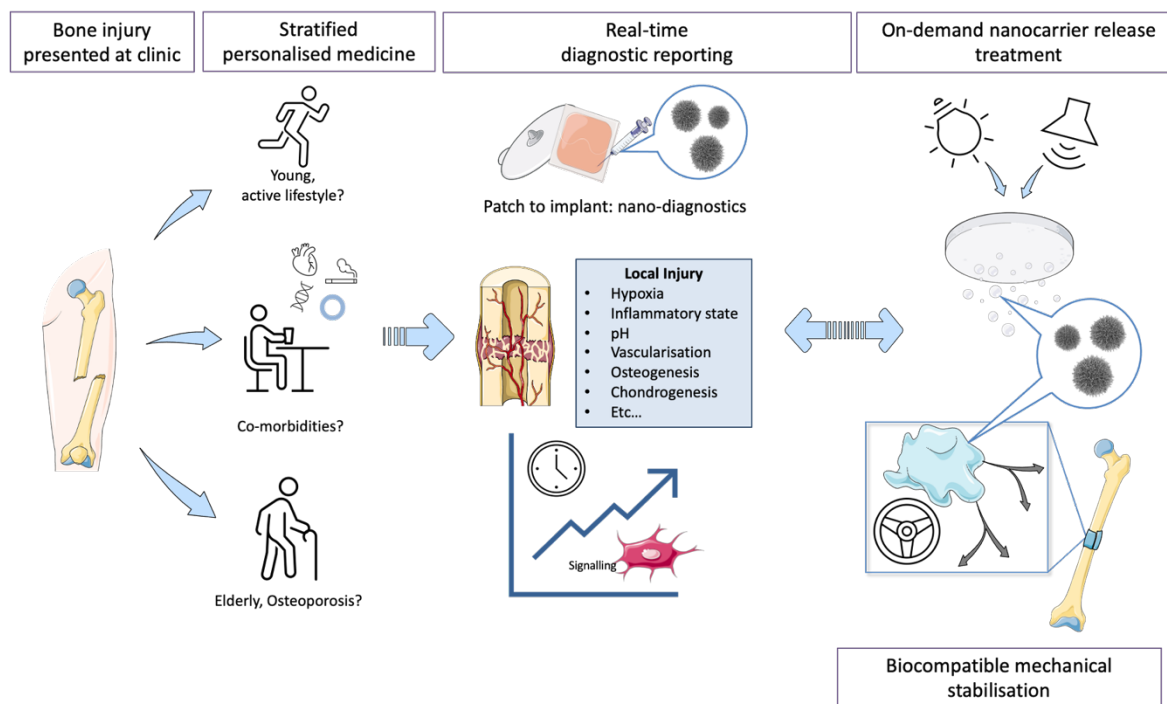 Bone injury
presented at clinic
Stratified
personalised medicine
Real-time
diagnostic reporting
On-demand nanocarrier release
treatment
Young,
active lifestyle?
Co-morbidities?
Elderly, Osteoporosis?
Patch to implant: nano-diagnostics
Local Injury
• Hypoxia
• Inflammatory state
• pH
• Vascularisation
• Osteogenesis
• Chondrogenesis
• Etc...
Signalling
Biocompatible mechanical
stabilisation